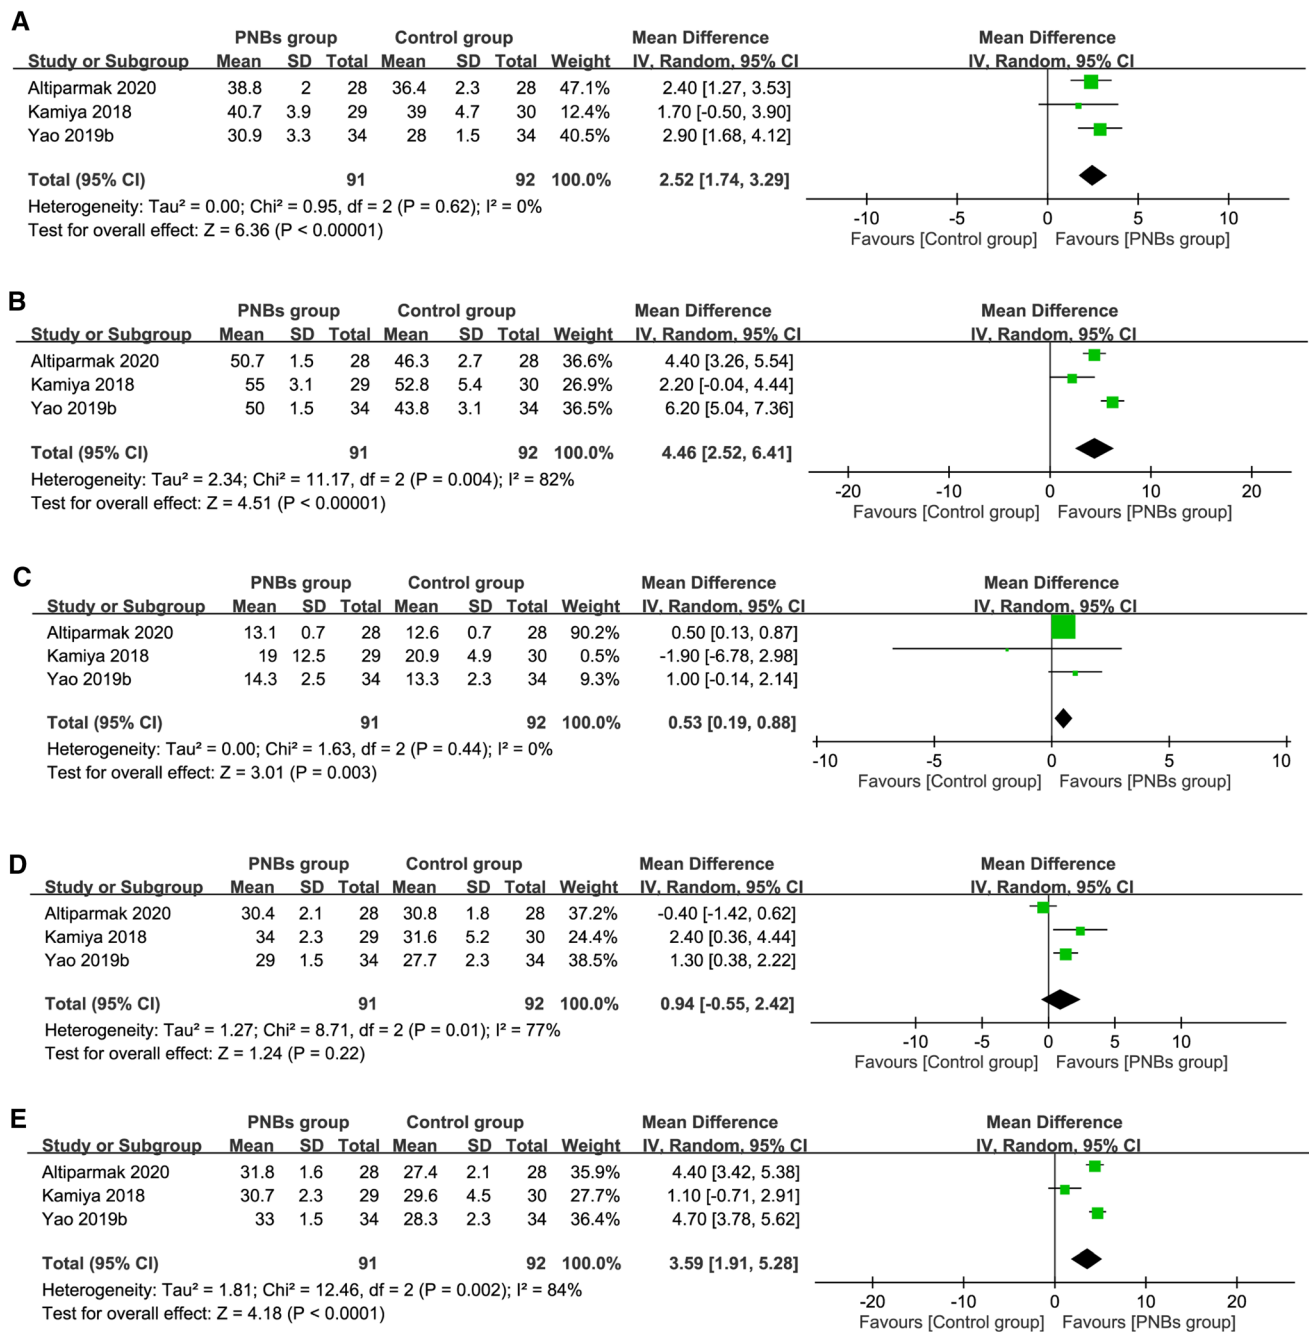 A
PNBs group Control group Mean Difference Mean Difference
Study or Subgroup Mean SD Total Mean SD Total Weight IV, Random, 95% CI IV, Random, 95% CI
Altiparmak 2020 38.8 2 28 36.4 2.3 28 47.1% 2.40 [1.27, 3.53]
Kamiya 2018 40.7 3.9 29 39 4.7 30 12.4% 1.70 [-0.50, 3.90]
Yao 2019b 30.9 3.3 34 28 1.5 34 40.5% 2.90 [1.68, 4.12]
Total (95% CI) 91 92 100.0% 2.52 [1.74, 3.29]
Heterogeneity: Tau² = 0.00; Chi² = 0.95, df = 2 (P = 0.62); I² = 0%
Test for overall effect: Z = 6.36 (P < 0.00001)
-10 -5 0 5 10
Favours [Control group] Favours [PNBs group]
B
PNBs group Control group Mean Difference Mean Difference
Study or Subgroup Mean SD Total Mean SD Total Weight IV, Random, 95% CI IV, Random, 95% CI
Altiparmak 2020 50.7 1.5 28 46.3 2.7 28 36.6% 4.40 [3.26, 5.54]
Kamiya 2018 55 3.1 29 52.8 5.4 30 26.9% 2.20 [-0.04, 4.44]
Yao 2019b 50 1.5 34 43.8 3.1 34 36.5% 6.20 [5.04, 7.36]
Total (95% CI) 91 92 100.0% 4.46 [2.52, 6.41]
Heterogeneity: Tau² = 2.34; Chi² = 11.17, df = 2 (P = 0.004); I² = 82%
Test for overall effect: Z = 4.51 (P < 0.00001)
-20 -10 0 10 20
Favours [Control group] Favours [PNBs group]
C
PNBs group Control group Mean Difference Mean Difference
Study or Subgroup Mean SD Total Mean SD Total Weight IV, Random, 95% CI IV, Random, 95% CI
Altiparmak 2020 13.1 0.7 28 12.6 0.7 28 90.2% 0.50 [0.13, 0.87]
Kamiya 2018 19 12.5 29 20.9 4.9 30 0.5% -1.90 [-6.78, 2.98]
Yao 2019b 14.3 2.5 34 13.3 2.3 34 9.3% 1.00 [-0.14, 2.14]
Total (95% CI) 91 92 100.0% 0.53 [0.19, 0.88]
Heterogeneity: Tau² = 0.00; Chi² = 1.63, df = 2 (P = 0.44); I² = 0%
Test for overall effect: Z = 3.01 (P = 0.003)
-10 -5 0 5 10
Favours [Control group] Favours [PNBs group]
D
PNBs group Control group Mean Difference Mean Difference
Study or Subgroup Mean SD Total Mean SD Total Weight IV, Random, 95% CI IV, Random, 95% CI
Altiparmak 2020 30.4 2.1 28 30.8 1.8 28 37.2% -0.40 [-1.42, 0.62]
Kamiya 2018 34 2.3 29 31.6 5.2 30 24.4% 2.40 [0.36, 4.44]
Yao 2019b 29 1.5 34 27.7 2.3 34 38.5% 1.30 [0.38, 2.22]
Total (95% CI) 91 92 100.0% 0.94 [-0.55, 2.42]
Heterogeneity: Tau² = 1.27; Chi² = 8.71, df = 2 (P = 0.01); I² = 77%
Test for overall effect: Z = 1.24 (P = 0.22)
-10 -5 0 5 10
Favours [Control group] Favours [PNBs group]
E
PNBs group Control group Mean Difference Mean Difference
Study or Subgroup Mean SD Total Mean SD Total Weight IV, Random, 95% CI IV, Random, 95% CI
Altiparmak 2020 31.8 1.6 28 27.4 2.1 28 35.9% 4.40 [3.42, 5.38]
Kamiya 2018 30.7 2.3 29 29.6 4.5 30 27.7% 1.10 [-0.71, 2.91]
Yao 2019b 33 1.5 34 28.3 2.3 34 36.4% 4.70 [3.78, 5.62]
Total (95% CI) 91 92 100.0% 3.59 [1.91, 5.28]
Heterogeneity: Tau² = 1.81; Chi² = 12.46, df = 2 (P = 0.002); I² = 84%
Test for overall effect: Z = 4.18 (P < 0.0001)
-20 -10 0 10 20
Favours [Control group] Favours [PNBs group]